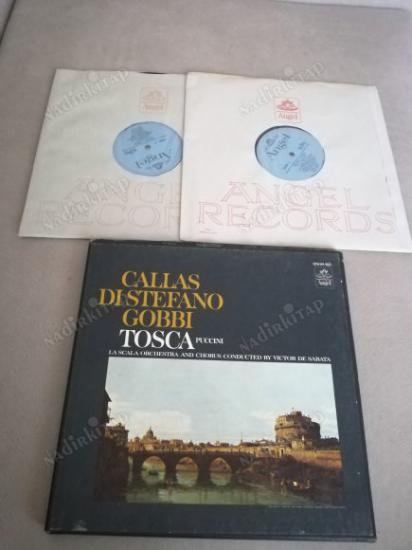 Angel
Angel
Angel
Angel
ANGEL
RECORDS
ANGEL
RECORDS
Angel
CALLAS
DI STEFANO
GOBBI
TOSCA PUCCINI
LA SCALA ORCHESTRA AND CHORUS CONDUCTED BY VICTOR DE SABATA
NadirKitap